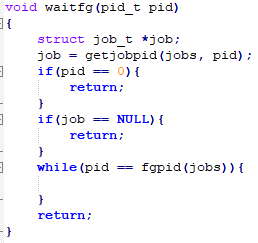 void waitfg(pid_t pid)
{
    struct job_t *job;
    job = getjobpid(jobs, pid);
    if(pid == 0){
        return;
    }
    if(job == NULL){
        return;
    }
    while(pid == fgpid(jobs)){

    }
    return;
}